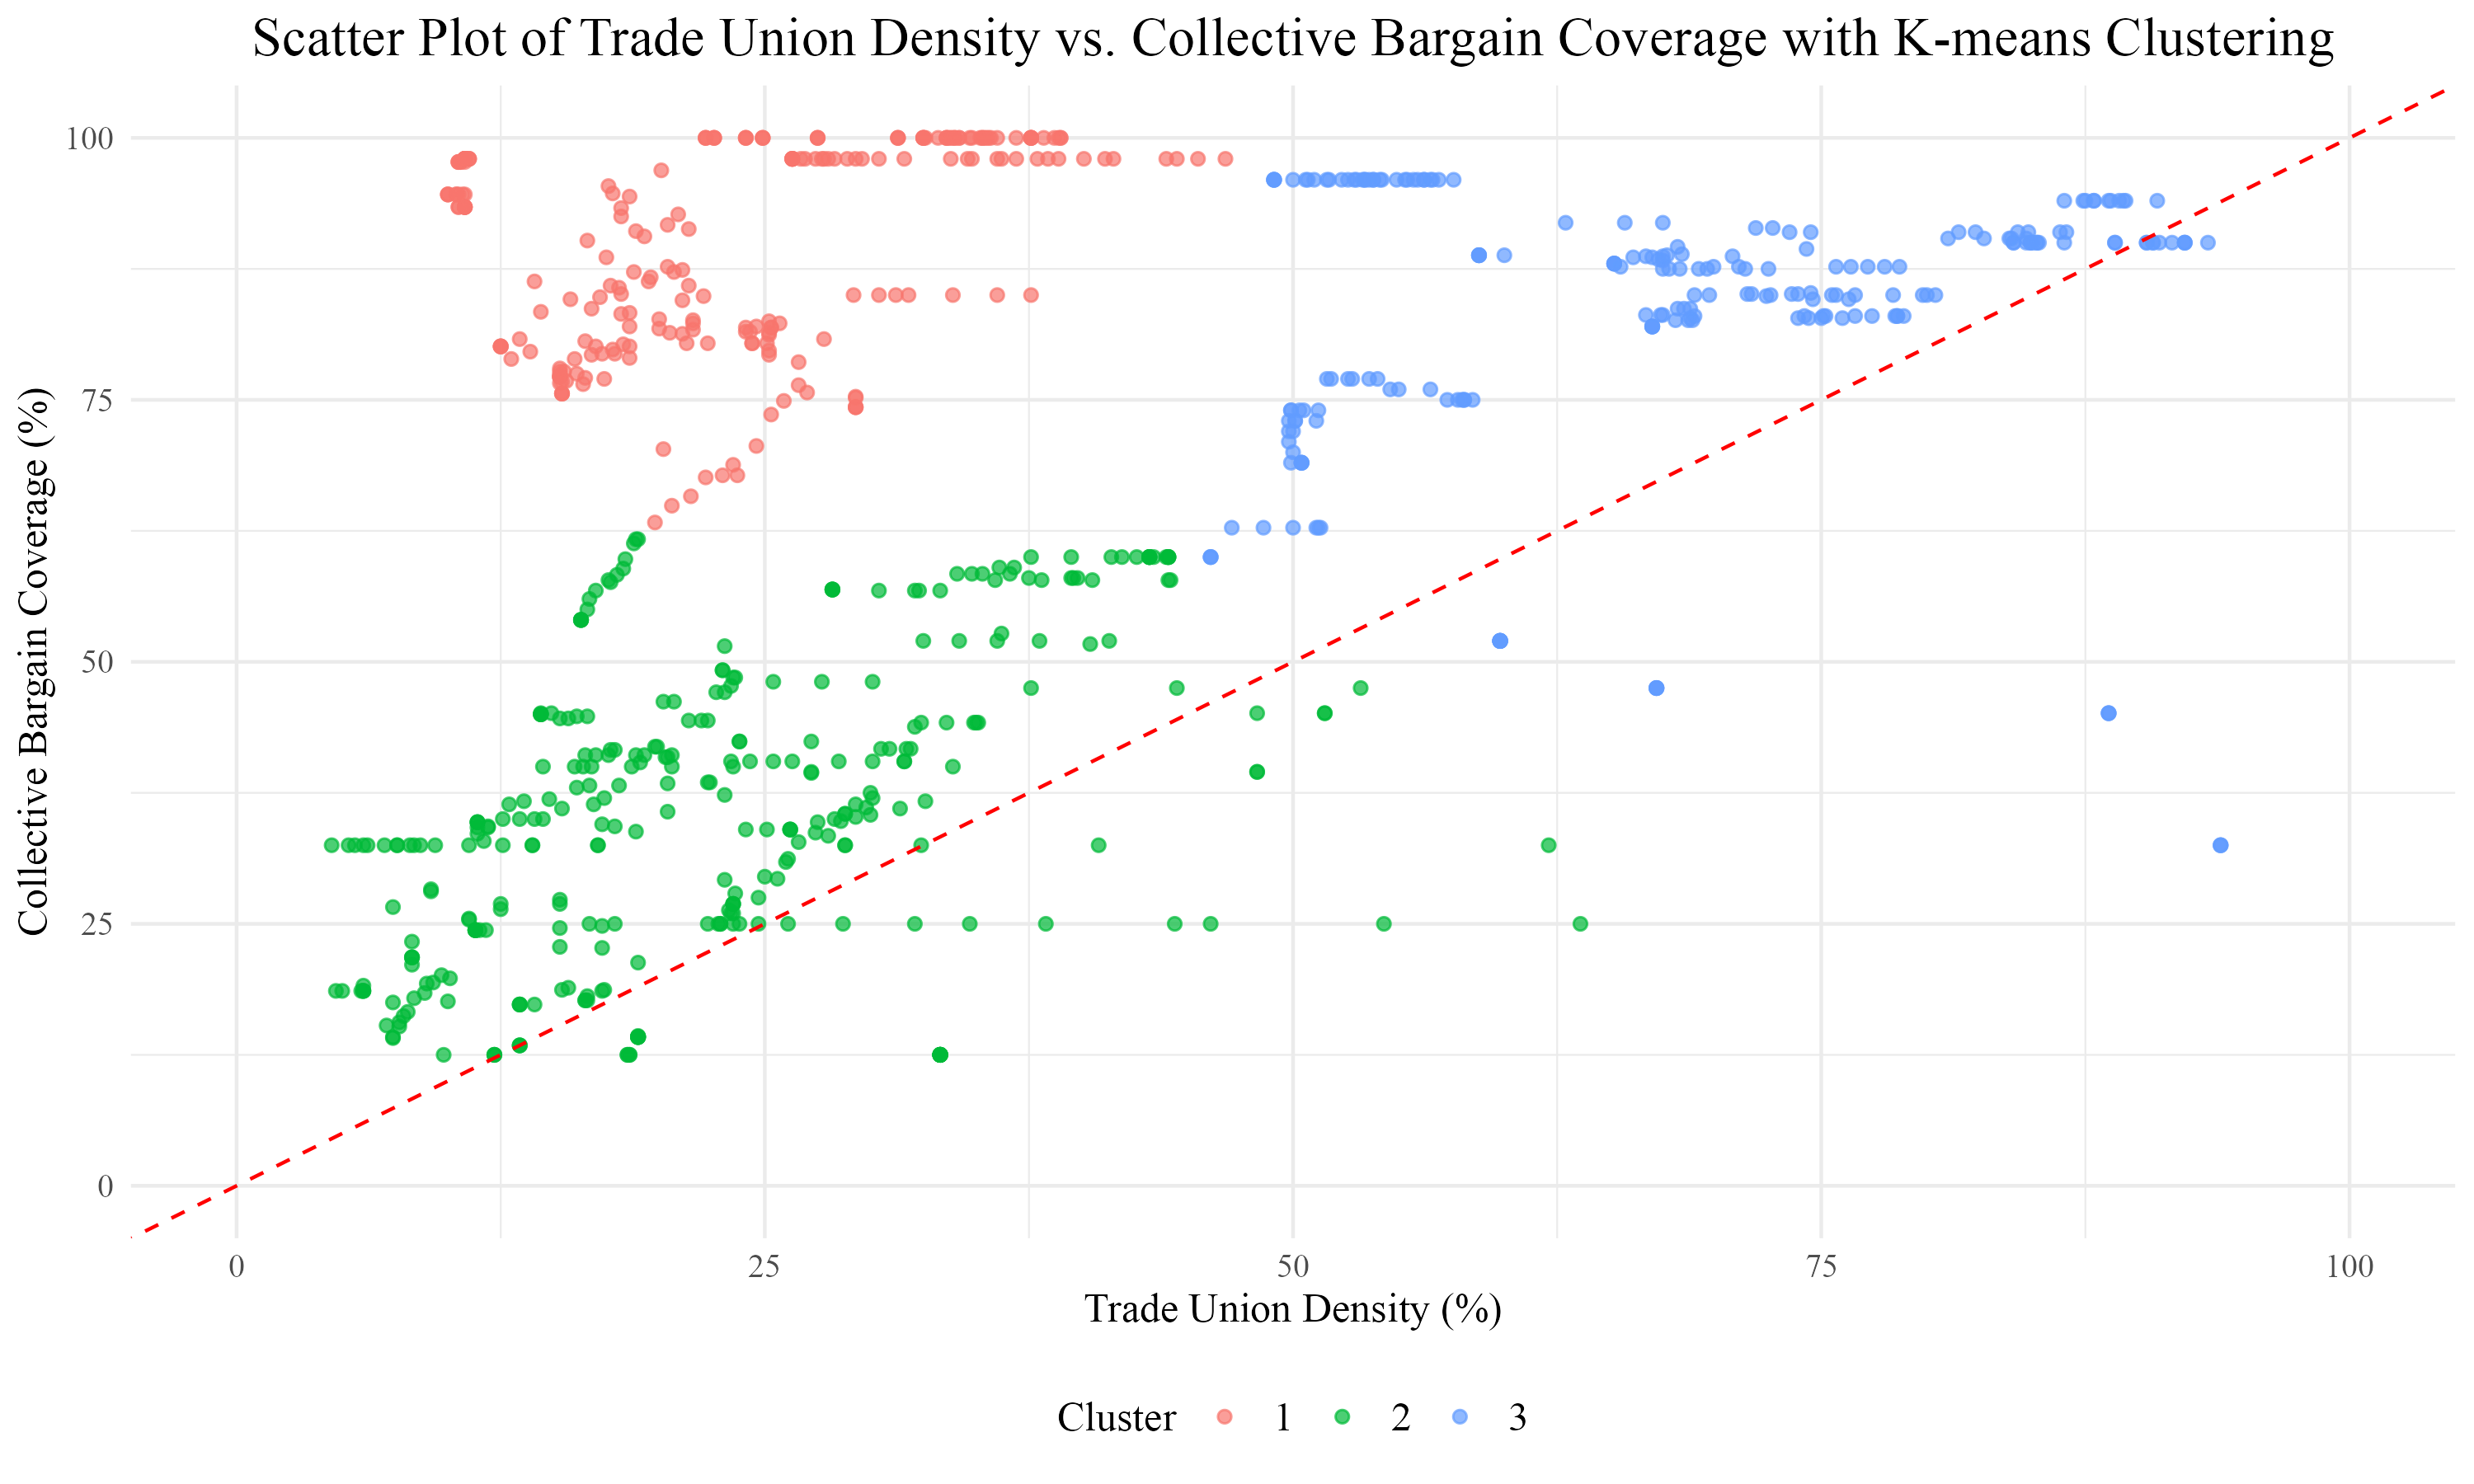 Scatter Plot of Trade Union Density vs. Collective Bargain Coverage with K-means Clustering
Collective Bargain Coverage (%)
100
75
50
25
0
0 25 50 75 100
Trade Union Density (%)
Cluster 1 2 3